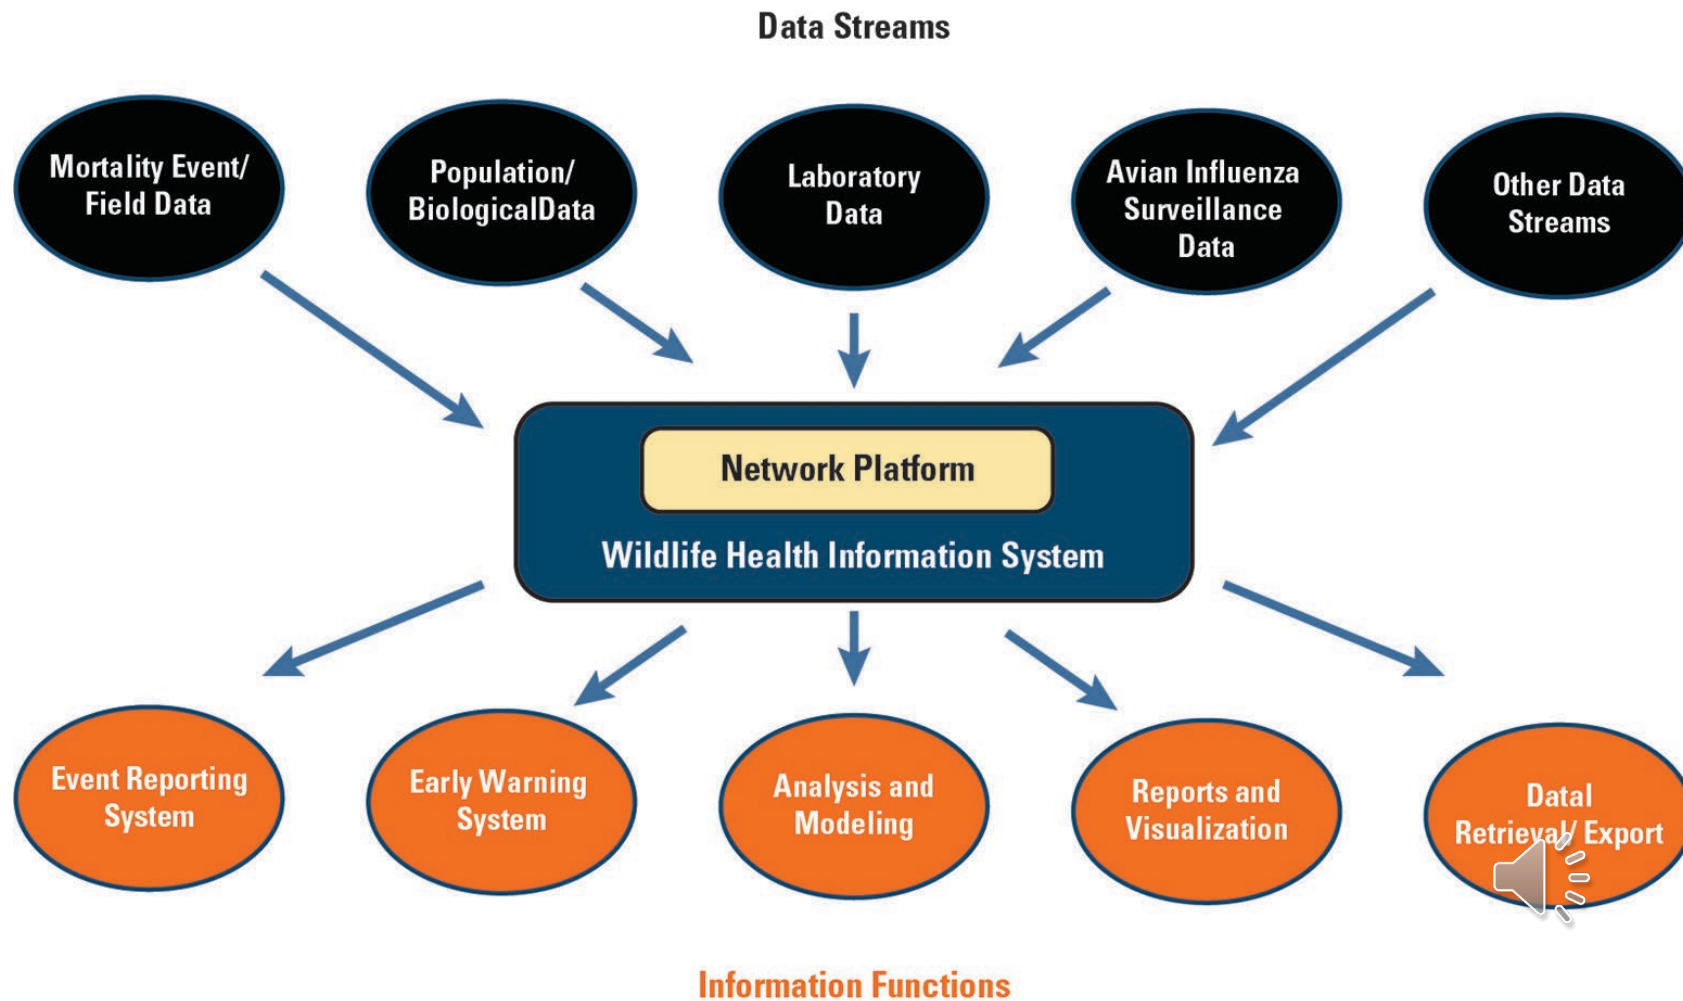 Data Streams
Mortality Event/
Field Data
Population/
BiologicalData
Laboratory
Data
Avian Influenza
Surveillance
Data
Other Data
Streams
Network Platform
Wildlife Health Information System
Event Reporting
System
Early Warning
System
Analysis and
Modeling
Reports and
Visualization
Datal
Retrieval/ Export
Information Functions